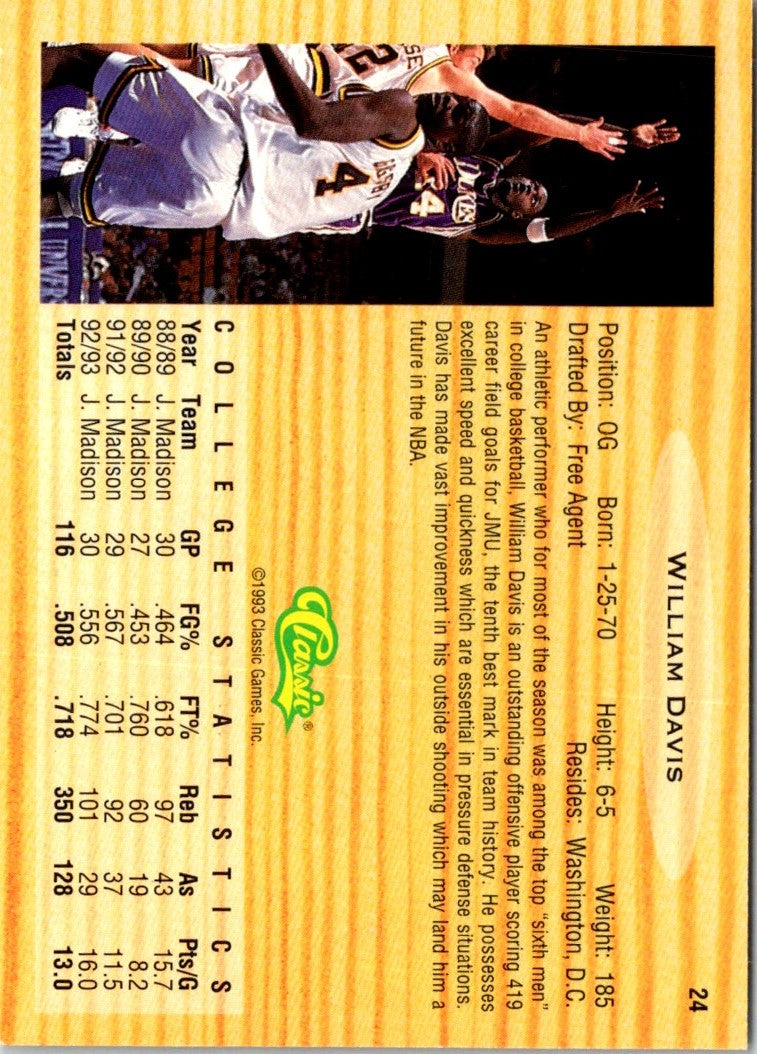 24
WILLIAM DAVIS
Position: OG Born: 1-25-70 Height: 6-5 Weight: 185
Drafted By: Free Agent Resides: Washington, D.C.
An athletic performer who for most of the season was among the top "sixth men"
in college basketball, William Davis is an outstanding offensive player scoring 419
career field goals for JMU, the tenth best mark in team history. He possesses
excellent speed and quickness which are essential in pressure defense situations.
Davis has made vast improvement in his outside shooting which may land him a
future in the NBA.
Classic®
©1993 Classic Games, Inc.
COLLEGE STATISTICS
Year Team GP FG% FT% Reb As Pts/G
88/89 J. Madison 30 .464 .618 97 43 15.7
89/90 J. Madison 27 .453 .760 60 19 8.2
91/92 J. Madison 29 .567 .701 92 37 11.5
92/93 J. Madison 30 .556 .774 101 29 16.0
Totals 116 .508 .718 350 128 13.0
DUKES
4